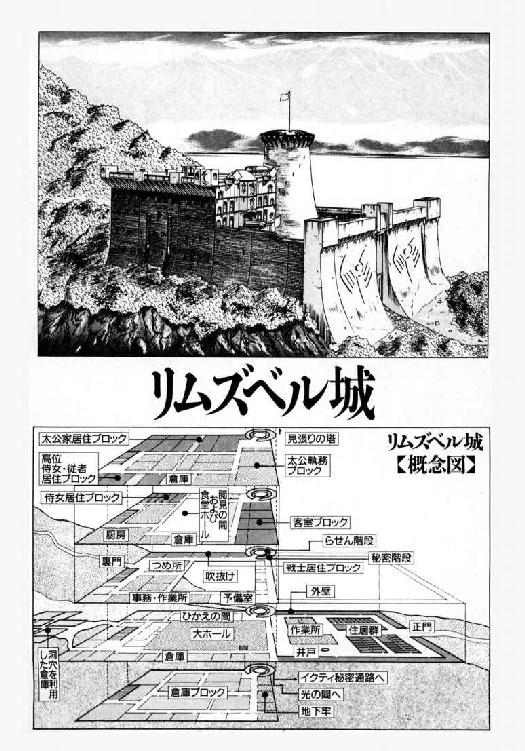 リムズベル城
リムズベル城
【概念図】
太公家居住ブロック
見張りの塔
高位
侍女・従者
居住ブロック
太公執務
ブロック
倉庫
侍女居住ブロック
謁見の間
および
食堂ホール
客室ブロック
厨房
倉庫
らせん階段
裏門
つめ所
秘密階段
吹抜け
戦士居住ブロック
事務・作業所
予備室
外壁
ひかえの間
大ホール
作業所
住居群
正門
倉庫
井戸
洞穴を利用
した倉庫
倉庫ブロック
イクティ秘密通路へ
光の間へ
地下牢